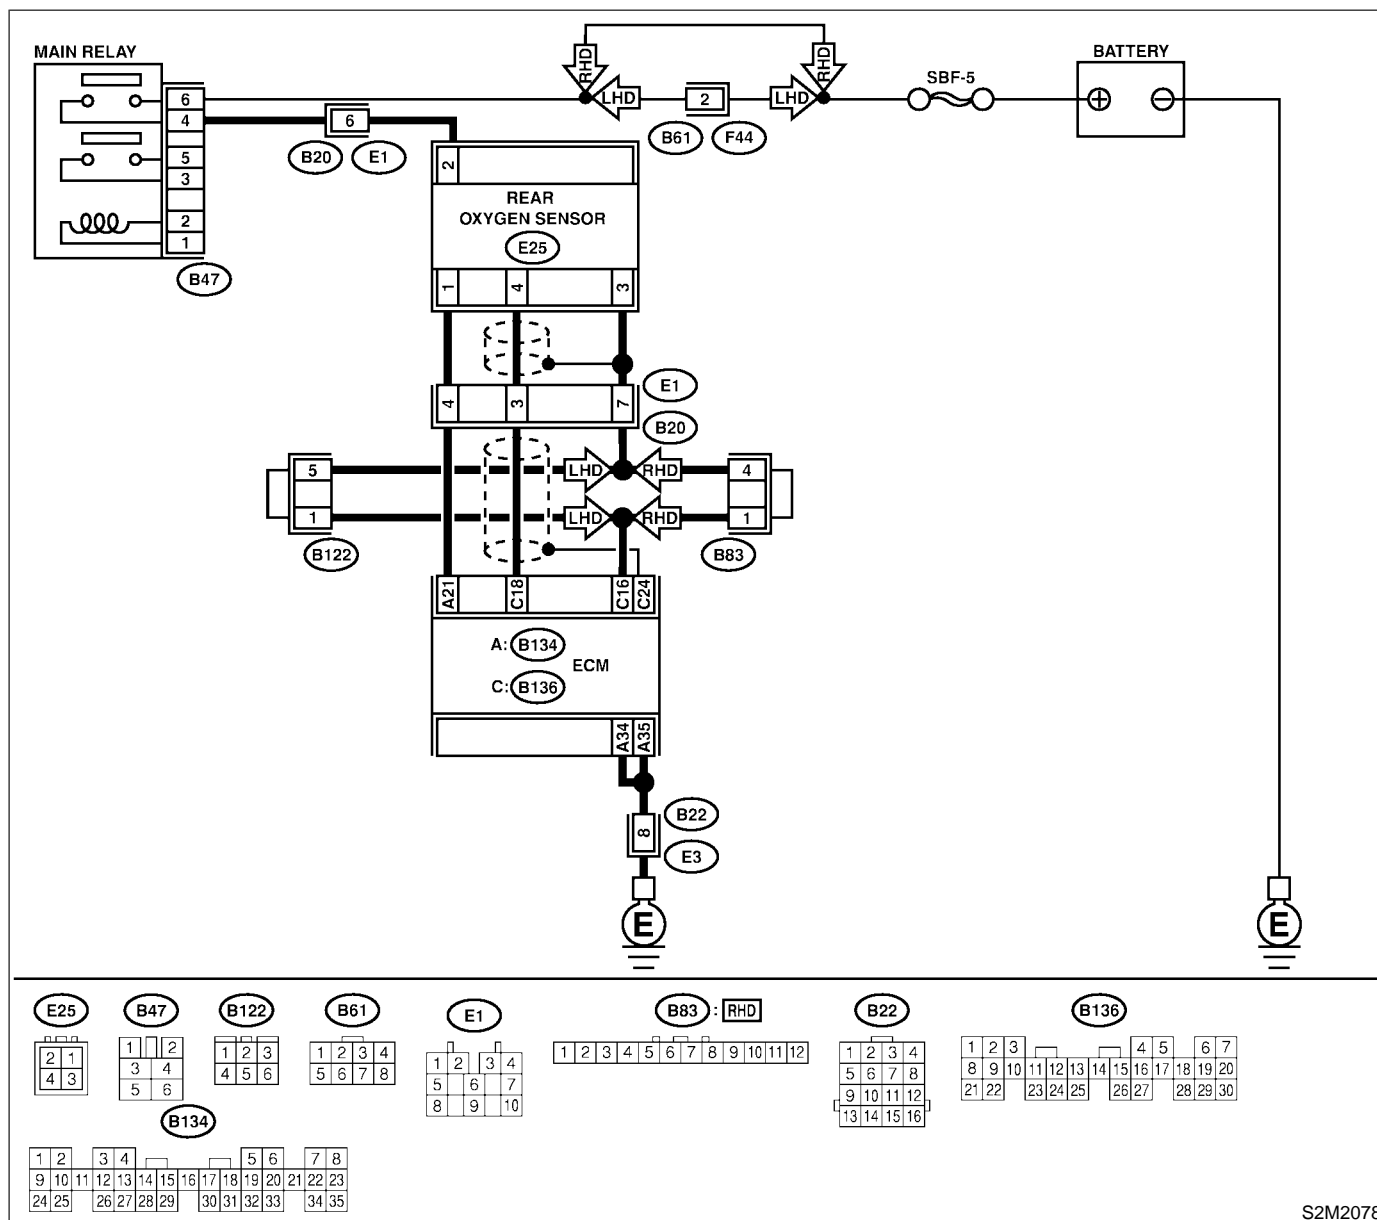 MAIN RELAY
BATTERY
SBF-5
RHD
RHD
LHD
2
LHD
B61
F44
6
4
5
3
2
1
B47
6
B20
E1
2
REAR
OXYGEN SENSOR
E25
1
4
3
E1
4
3
7
B20
5
LHD
RHD
4
1
LHD
RHD
1
B122
B83
A21
C18
C16
C24
A: B134
ECM
C: B136
A34
A35
B22
8
E3
E
E
E25
2 1
4 3
B47
1 2
3 4
5 6
B122
1 2 3
4 5 6
B61
1 2 3 4
5 6 7 8
E1
1 2 3 4
5 6 7
8 9 10
B83 : RHD
1 2 3 4 5 6 7 8 9 10 11 12
B22
1 2 3 4
5 6 7 8
9 10 11 12
13 14 15 16
B136
1 2 3 4 5 6 7
8 9 10 11 12 13 14 15 16 17 18 19 20
21 22 23 24 25 26 27 28 29 30
B134
1 2 3 4 5 6 7 8
9 10 11 12 13 14 15 16 17 18 19 20 21 22 23
24 25 26 27 28 29 30 31 32 33 34 35
S2M2078